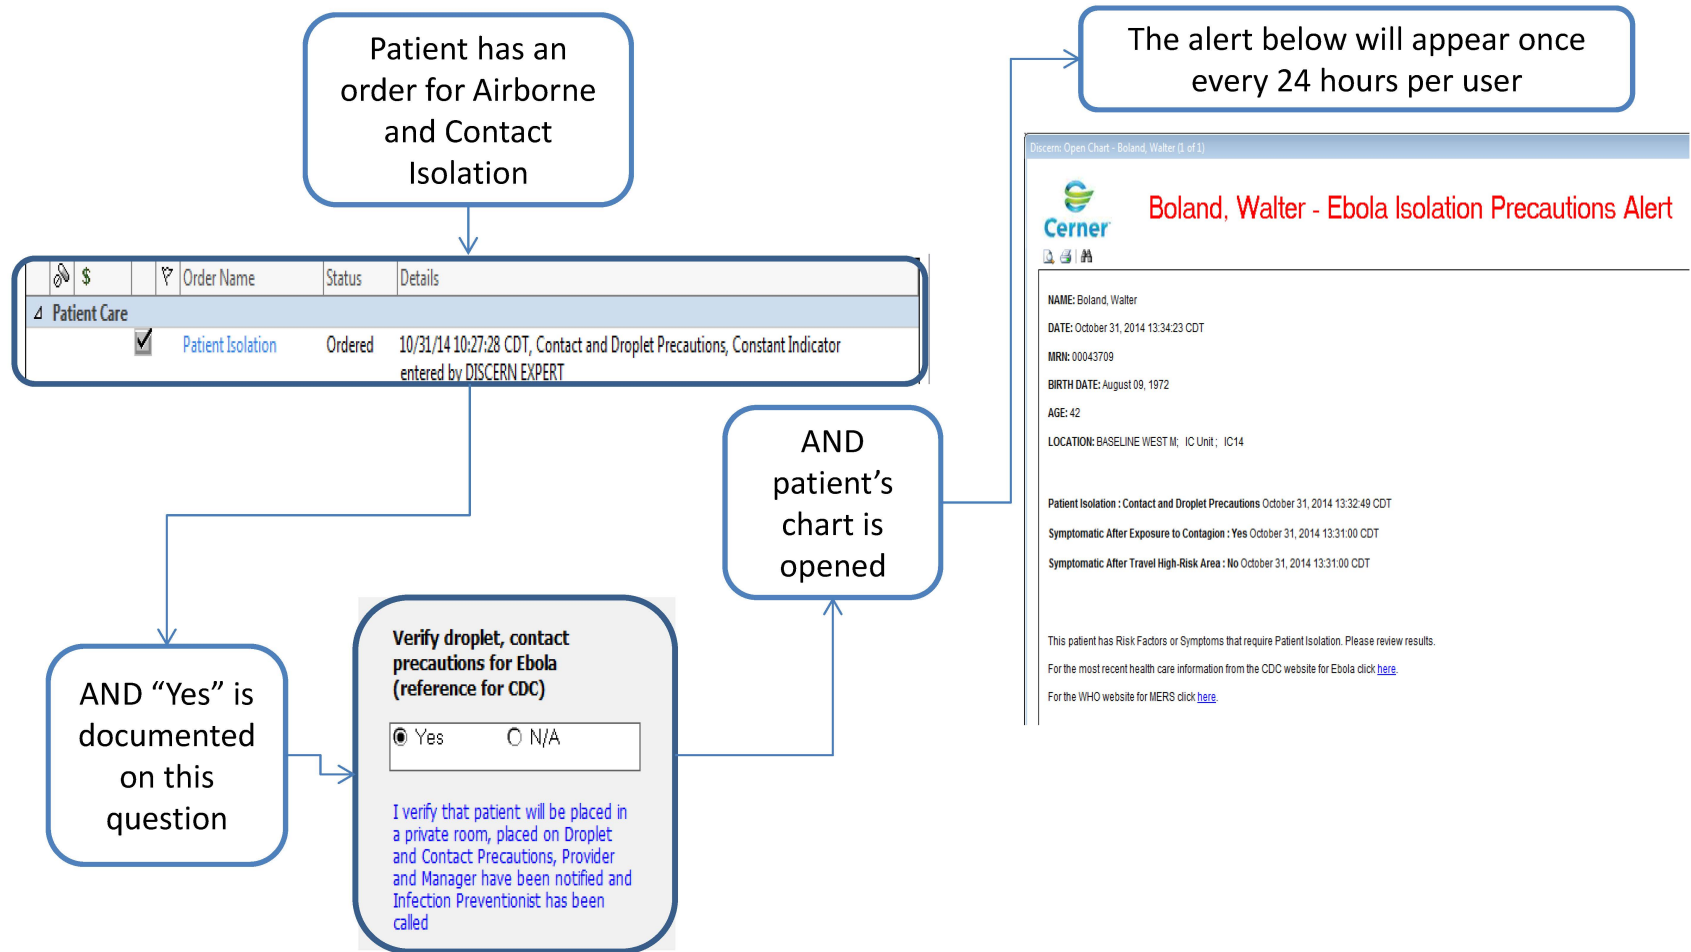 Patient has an
order for Airborne
and Contact
Isolation
The alert below will appear once
every 24 hours per user
$ Order Name Status Details
Patient Care
Patient Isolation Ordered 10/31/14 10:27:28 CDT, Contact and Droplet Precautions, Constant Indicator
entered by DISCERN EXPERT
AND "Yes" is
documented
on this
question
Verify droplet, contact
precautions for Ebola
(reference for CDC)
Yes N/A
I verify that patient will be placed in
a private room, placed on Droplet
and Contact Precautions, Provider
and Manager have been notified and
Infection Preventionist has been
called
AND
patient’s
chart is
opened
Discern: Open Chart - Boland, Walter (1 of 1)
Cerner
Boland, Walter - Ebola Isolation Precautions Alert
NAME: Boland, Walter
DATE: October 31, 2014 13:34:23 CDT
MRN: 00043709
BIRTH DATE: August 09, 1972
AGE: 42
LOCATION: BASELINE WEST M; IC Unit ; IC14
Patient Isolation : Contact and Droplet Precautions October 31, 2014 13:32:49 CDT
Symptomatic After Exposure to Contagion : Yes October 31, 2014 13:31:00 CDT
Symptomatic After Travel High-Risk Area : No October 31, 2014 13:31:00 CDT
This patient has Risk Factors or Symptoms that require Patient Isolation. Please review results.
For the most recent health care information from the CDC website for Ebola click here.
For the WHO website for MERS click here.